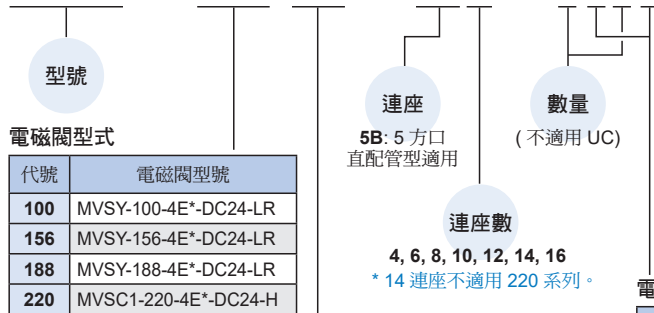 型號
電磁閥型式
代號 電磁閥型號
100 MVSY-100-4E*-DC24-LR
156 MVSY-156-4E*-DC24-LR
188 MVSY-188-4E*-DC24-LR
220 MVSC1-220-4E*-DC24-H
連座
5B: 5 方口
直配管型適用
數量
( 不適用 UC)
連座數
4, 6, 8, 10, 12, 14, 16
* 14 連座不適用 220 系列。
電